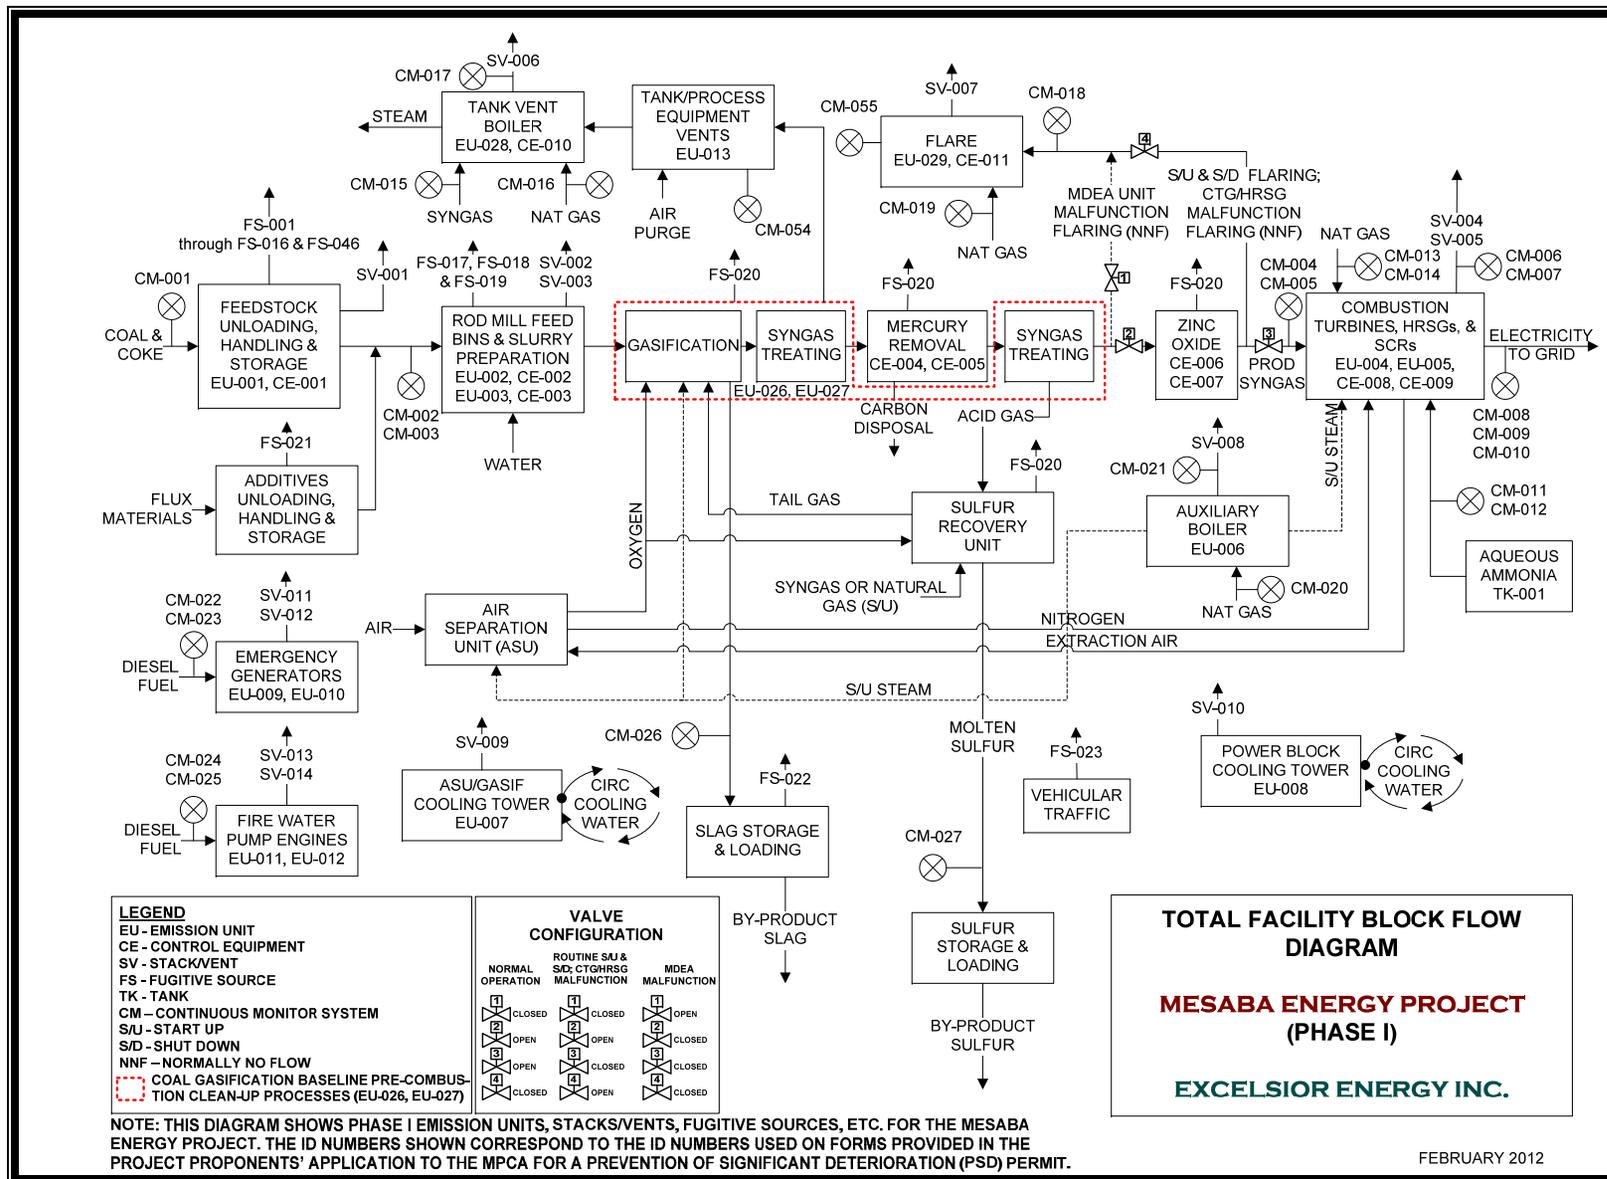 CM-017
SV-006
TANK VENT
BOILER
EU-028, CE-010
STEAM
CM-015
SYNGAS
CM-016
NAT GAS
TANK/PROCESS
EQUIPMENT
VENTS
EU-013
AIR
PURGE
CM-054
SV-007
CM-055
CM-018
FLARE
EU-029, CE-011
CM-019
NAT GAS
4
MDEA UNIT
MALFUNCTION
FLARING (NNF)
S/U & S/D FLARING;
CTG/HRSG
MALFUNCTION
FLARING (NNF)
1
SV-004
SV-005
NAT GAS
CM-013
CM-014
CM-006
CM-007
FS-001
through FS-016 & FS-046
SV-001
CM-001
COAL &
COKE
FEEDSTOCK
UNLOADING,
HANDLING &
STORAGE
EU-001, CE-001
FS-017, FS-018
& FS-019
SV-002
SV-003
CM-002
CM-003
ROD MILL FEED
BINS & SLURRY
PREPARATION
EU-002, CE-002
EU-003, CE-003
WATER
FS-020
GASIFICATION
SYNGAS
TREATING
EU-026, EU-027
FS-020
MERCURY
REMOVAL
CE-004, CE-005
CARBON
DISPOSAL
SYNGAS
TREATING
ACID GAS
2
FS-020
ZINC
OXIDE
CE-006
CE-007
CM-004
CM-005
3
PROD
SYNGAS
COMBUSTION
TURBINES, HRSGs, &
SCRs
EU-004, EU-005,
CE-008, CE-009
ELECTRICITY
TO GRID
CM-008
CM-009
CM-010
FS-021
FLUX
MATERIALS
ADDITIVES
UNLOADING,
HANDLING &
STORAGE
OXYGEN
TAIL GAS
FS-020
SULFUR
RECOVERY
UNIT
SYNGAS OR NATURAL
GAS (S/U)
SV-008
CM-021
AUXILIARY
BOILER
EU-006
NAT GAS
CM-020
S/U STEAM
CM-011
CM-012
AQUEOUS
AMMONIA
TK-001
AIR
AIR
SEPARATION
UNIT (ASU)
NITROGEN
EXTRACTION AIR
S/U STEAM
CM-022
CM-023
SV-011
SV-012
DIESEL
FUEL
EMERGENCY
GENERATORS
EU-009, EU-010
CM-024
CM-025
SV-013
SV-014
DIESEL
FUEL
FIRE WATER
PUMP ENGINES
EU-011, EU-012
SV-009
ASU/GASIF
COOLING TOWER
EU-007
CIRC
COOLING
WATER
CM-026
FS-022
SLAG STORAGE
& LOADING
BY-PRODUCT
SLAG
MOLTEN
SULFUR
CM-027
SULFUR
STORAGE &
LOADING
BY-PRODUCT
SULFUR
FS-023
VEHICULAR
TRAFFIC
SV-010
POWER BLOCK
COOLING TOWER
EU-008
CIRC
COOLING
WATER
LEGEND
EU - EMISSION UNIT
CE - CONTROL EQUIPMENT
SV - STACK/VENT
FS - FUGITIVE SOURCE
TK - TANK
CM – CONTINUOUS MONITOR SYSTEM
S/U - START UP
S/D - SHUT DOWN
NNF – NORMALLY NO FLOW
COAL GASIFICATION BASELINE PRE-COMBUS-
TION CLEAN-UP PROCESSES (EU-026, EU-027)
VALVE
CONFIGURATION
NORMAL
OPERATION
ROUTINE S/U &
S/D; CTG/HRSG
MALFUNCTION
MDEA
MALFUNCTION
1 CLOSED 1 CLOSED 1 OPEN
2 OPEN 2 OPEN 2 CLOSED
3 OPEN 3 CLOSED 3 CLOSED
4 CLOSED 4 OPEN 4 CLOSED
TOTAL FACILITY BLOCK FLOW
DIAGRAM
MESABA ENERGY PROJECT
(PHASE I)
EXCELSIOR ENERGY INC.
NOTE: THIS DIAGRAM SHOWS PHASE I EMISSION UNITS, STACKS/VENTS, FUGITIVE SOURCES, ETC. FOR THE MESABA
ENERGY PROJECT. THE ID NUMBERS SHOWN CORRESPOND TO THE ID NUMBERS USED ON FORMS PROVIDED IN THE
PROJECT PROPONENTS' APPLICATION TO THE MPCA FOR A PREVENTION OF SIGNIFICANT DETERIORATION (PSD) PERMIT.
FEBRUARY 2012